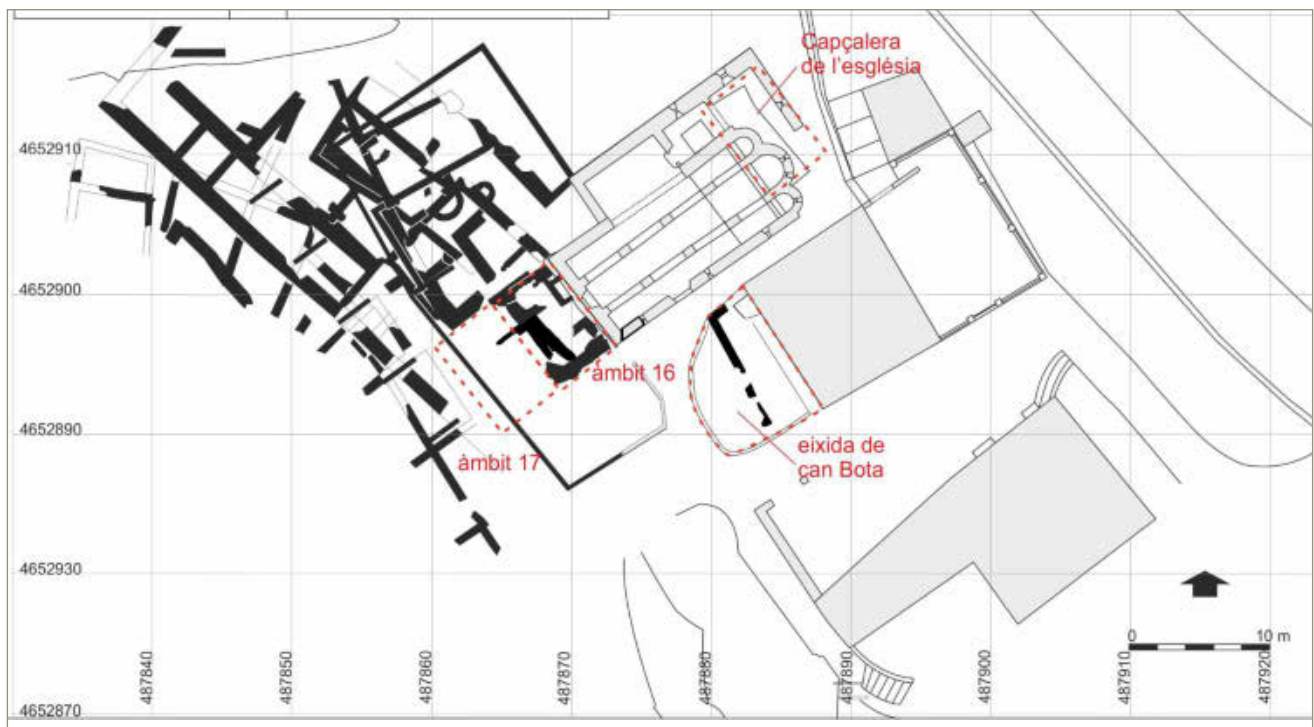 Capçalera
de l'església
4652910
4652900
àmbit 16
4652890
àmbit 17
eixida de
çan Bota
4652930
0 10 m
487840
487850
487860
487870
487880
487890
487900
487910
487920
4652870